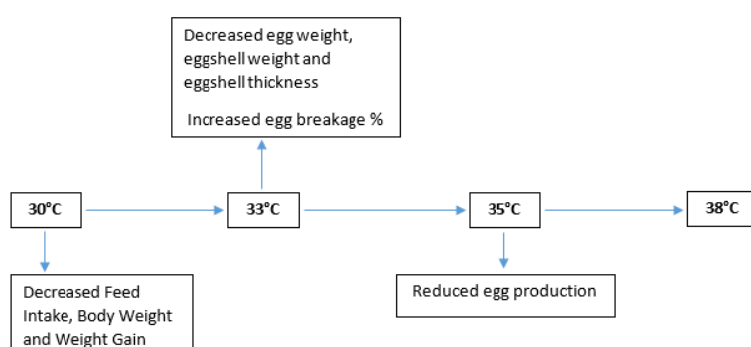 Decreased egg weight,
eggshell weight and
eggshell thickness
Increased egg breakage %
30°C
33°C
35°C
38°C
Decreased Feed
Intake, Body Weight
and Weight Gain
Reduced egg production